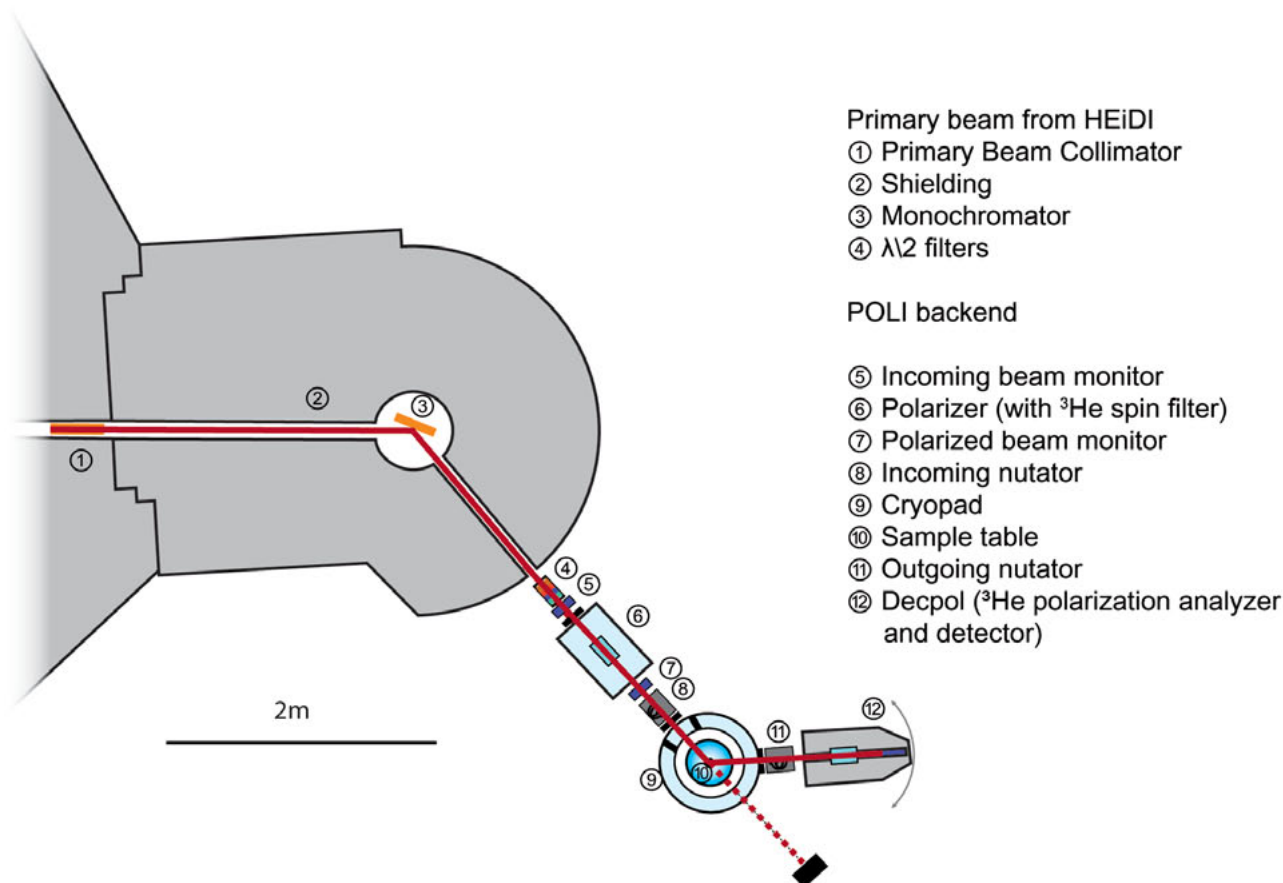 Primary beam from HEiDI
① Primary Beam Collimator
② Shielding
③ Monochromator
④ λ\2 filters
POLI backend
⑤ Incoming beam monitor
⑥ Polarizer (with ³He spin filter)
⑦ Polarized beam monitor
⑧ Incoming nutator
⑨ Cryopad
⑩ Sample table
⑪ Outgoing nutator
⑫ Decpol (³He polarization analyzer
and detector)
②
③
①
④
⑤
⑥
⑦
⑧
2m
⑪
⑫
⑩
⑨